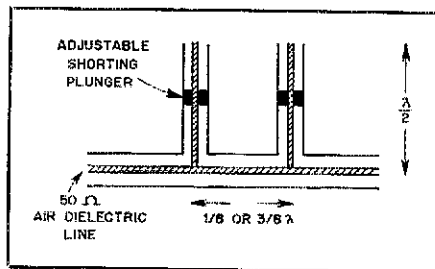 ADJUSTABLE
SHORTING
PLUNGER
λ/2
50 Ω
AIR DIELECTRIC
LINE
1/8 OR 3/8 λ